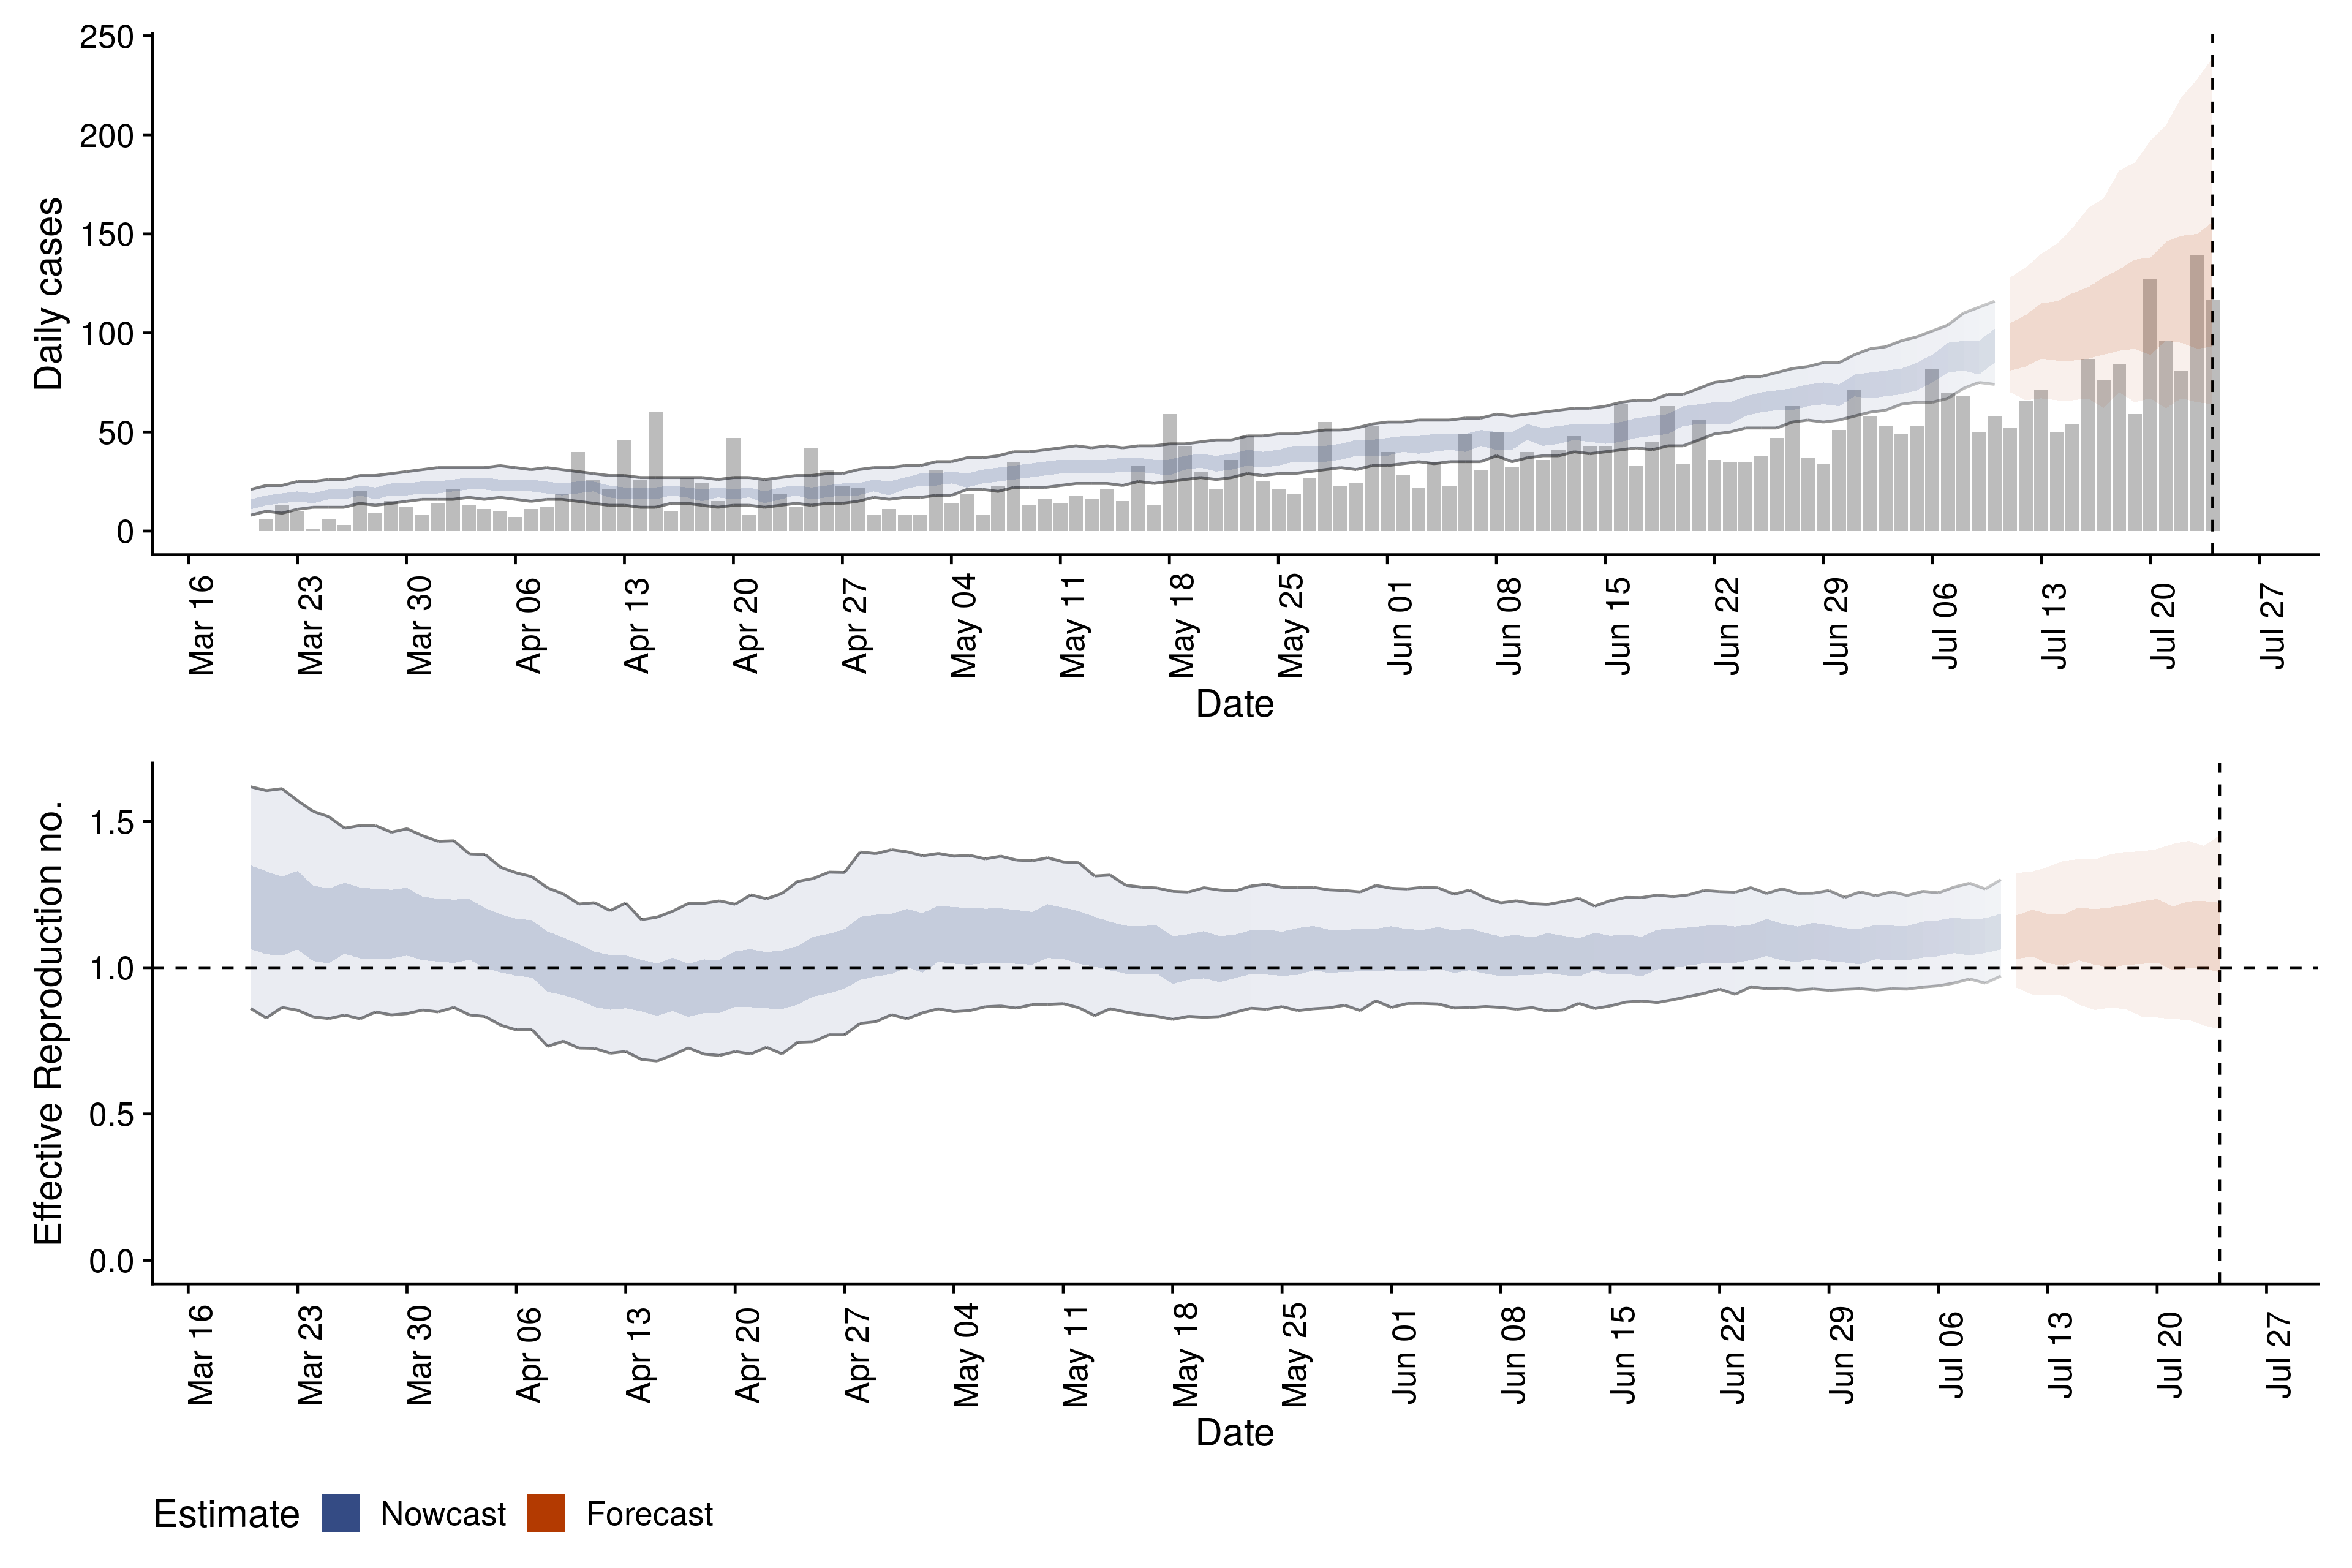 250
200
150
100
50
0
Daily cases
Mar 16 Mar 23 Mar 30 Apr 06 Apr 13 Apr 20 Apr 27 May 04 May 11 May 18 May 25 Jun 01 Jun 08 Jun 15 Jun 22 Jun 29 Jul 06 Jul 13 Jul 20 Jul 27
Date
1.5
1.0
0.5
0.0
Effective Reproduction no.
Mar 16 Mar 23 Mar 30 Apr 06 Apr 13 Apr 20 Apr 27 May 04 May 11 May 18 May 25 Jun 01 Jun 08 Jun 15 Jun 22 Jun 29 Jul 06 Jul 13 Jul 20 Jul 27
Date
Estimate Nowcast Forecast